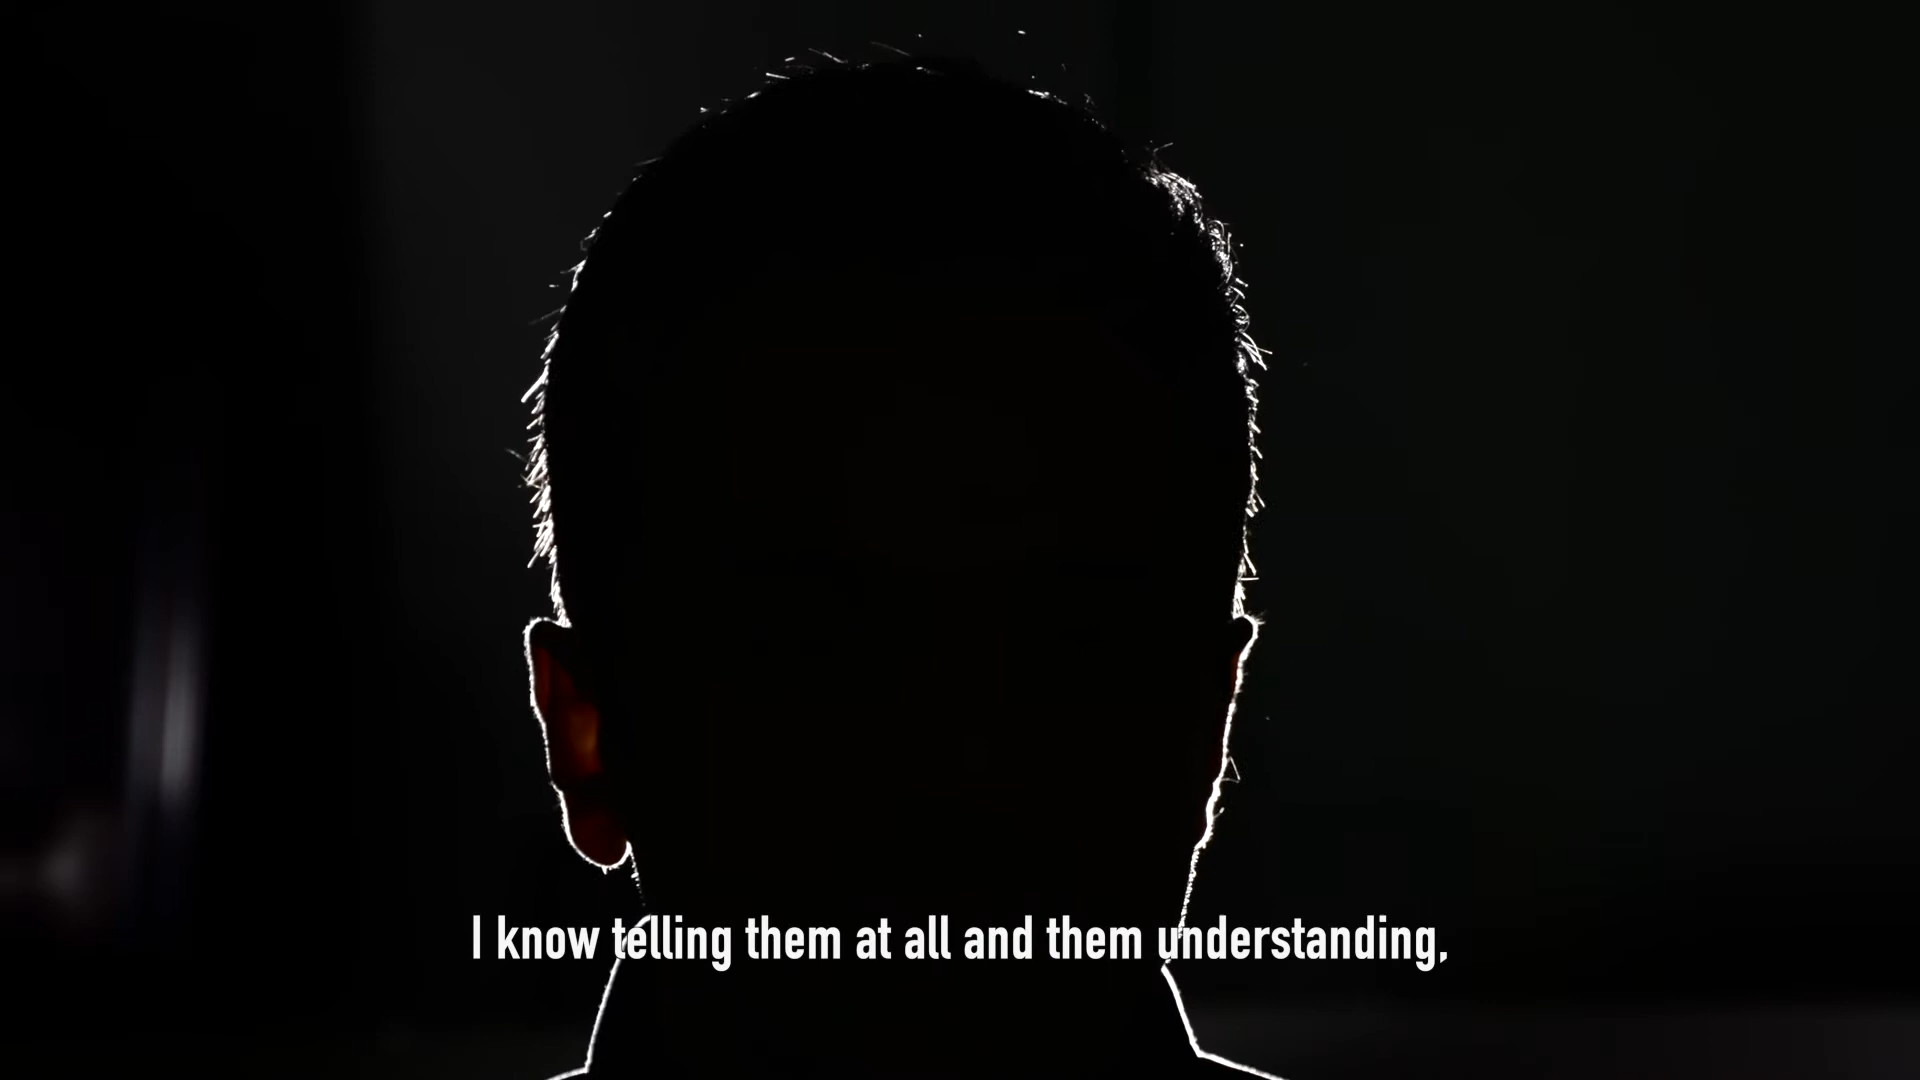 I know telling them at all and them understanding,